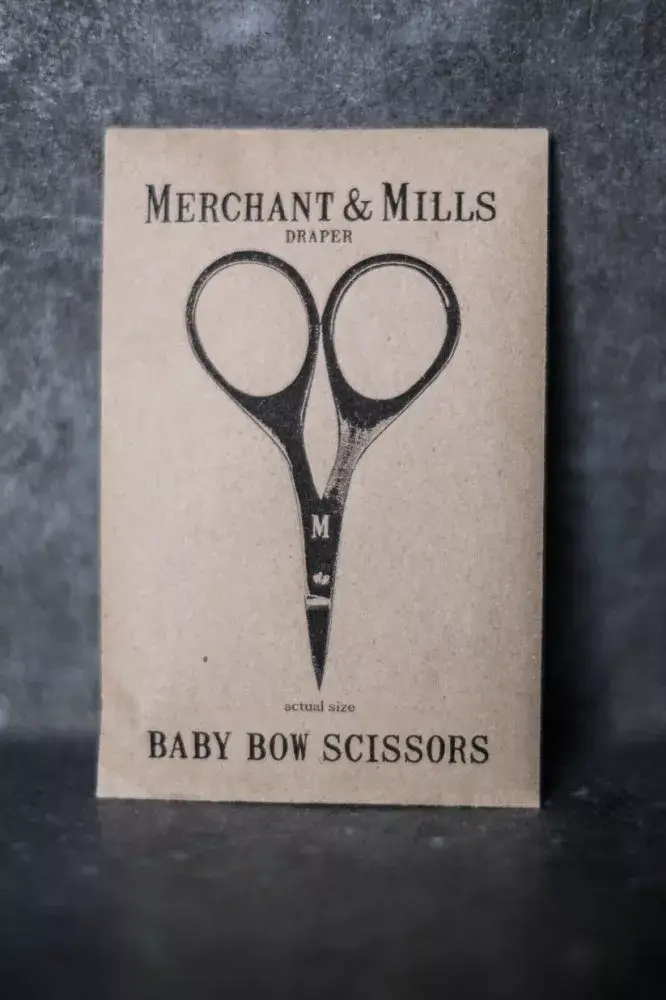 MERCHANT & MILLS
DRAPER
M
actual size
BABY BOW SCISSORS